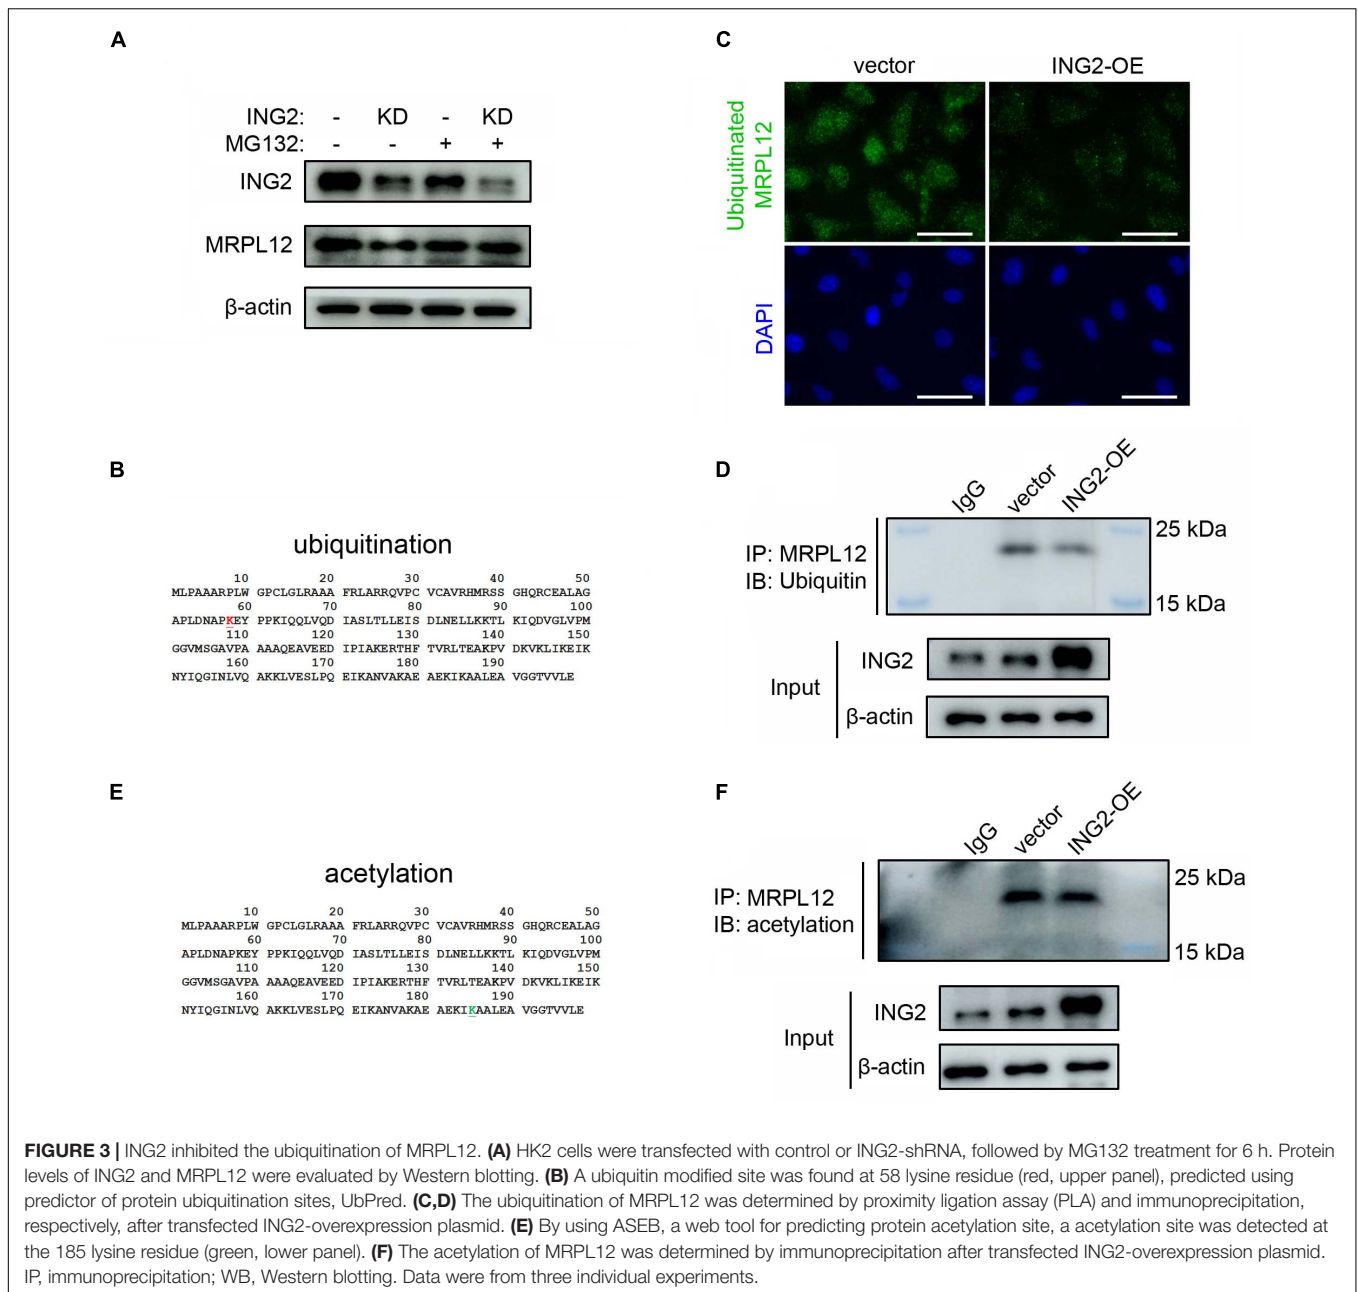 A
ING2: - KD - KD
MG132: - - + +
ING2
MRPL12
β-actin
B
ubiquitination
10 20 30 40 50
MLPAAARPLW GPCLGLRAAA FRLARRQVPC VCAVRHMRSS GHQRCEALAG
60 70 80 90 100
APLDNAPKEY PPKIQQLVQD IASLTLLEIS DLNELLKKTL KIQDVGLVPM
110 120 130 140 150
GGVMSGAVPA AAAQEAVEED IPIAKERTHF TVRLTEAKPV DKVKLIKEIK
160 170 180 190
NYIQGINLVQ AKKLVESLPQ EIKANVAKAE AEKIKAALEA VGGTVVLE
C
vector ING2-OE
Ubiquitinated
MRPL12
DAPI
D
IgG vector ING2-OE
IP: MRPL12
IB: Ubiquitin
25 kDa
15 kDa
Input
ING2
β-actin
E
acetylation
10 20 30 40 50
MLPAAARPLW GPCLGLRAAA FRLARRQVPC VCAVRHMRSS GHQRCEALAG
60 70 80 90 100
APLDNAPKEY PPKIQQLVQD IASLTLLEIS DLNELLKKTL KIQDVGLVPM
110 120 130 140 150
GGVMSGAVPA AAAQEAVEED IPIAKERTHF TVRLTEAKPV DKVKLIKEIK
160 170 180 190
NYIQGINLVQ AKKLVESLPQ EIKANVAKAE AEKIKAALEA VGGTVVLE
F
IgG vector ING2-OE
IP: MRPL12
IB: acetylation
25 kDa
15 kDa
Input
ING2
β-actin
FIGURE 3 | ING2 inhibited the ubiquitination of MRPL12. (A) HK2 cells were transfected with control or ING2-shRNA, followed by MG132 treatment for 6 h. Protein
levels of ING2 and MRPL12 were evaluated by Western blotting. (B) A ubiquitin modified site was found at 58 lysine residue (red, upper panel), predicted using
predictor of protein ubiquitination sites, UbPred. (C,D) The ubiquitination of MRPL12 was determined by proximity ligation assay (PLA) and immunoprecipitation,
respectively, after transfected ING2-overexpression plasmid. (E) By using ASEB, a web tool for predicting protein acetylation site, a acetylation site was detected at
the 185 lysine residue (green, lower panel). (F) The acetylation of MRPL12 was determined by immunoprecipitation after transfected ING2-overexpression plasmid.
IP, immunoprecipitation; WB, Western blotting. Data were from three individual experiments.